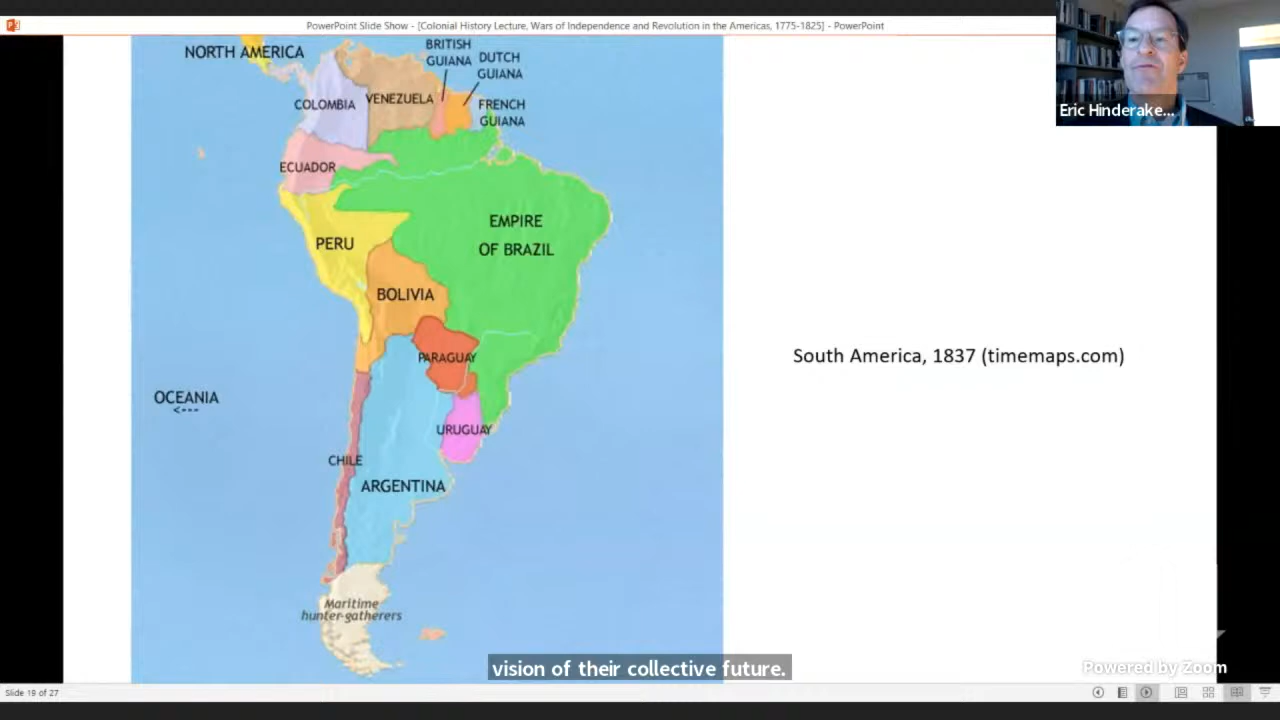 PowerPoint Slide Show - [Colonial History Lecture, Wars of Independence and Revolution in the Americas, 1775-1825] - PowerPoint
Eric Hinderake...
NORTH AMERICA
BRITISH
GUIANA
DUTCH
GUIANA
COLOMBIA
VENEZUELA
FRENCH
GUIANA
ECUADOR
EMPIRE
OF BRAZIL
PERU
BOLIVIA
PARAGUAY
South America, 1837 (timemaps.com)
OCEANIA
<---
URUGUAY
CHILE
ARGENTINA
Maritime
hunter-gatherers
vision of their collective future.
Powered by Zoom
Slide 19 of 27